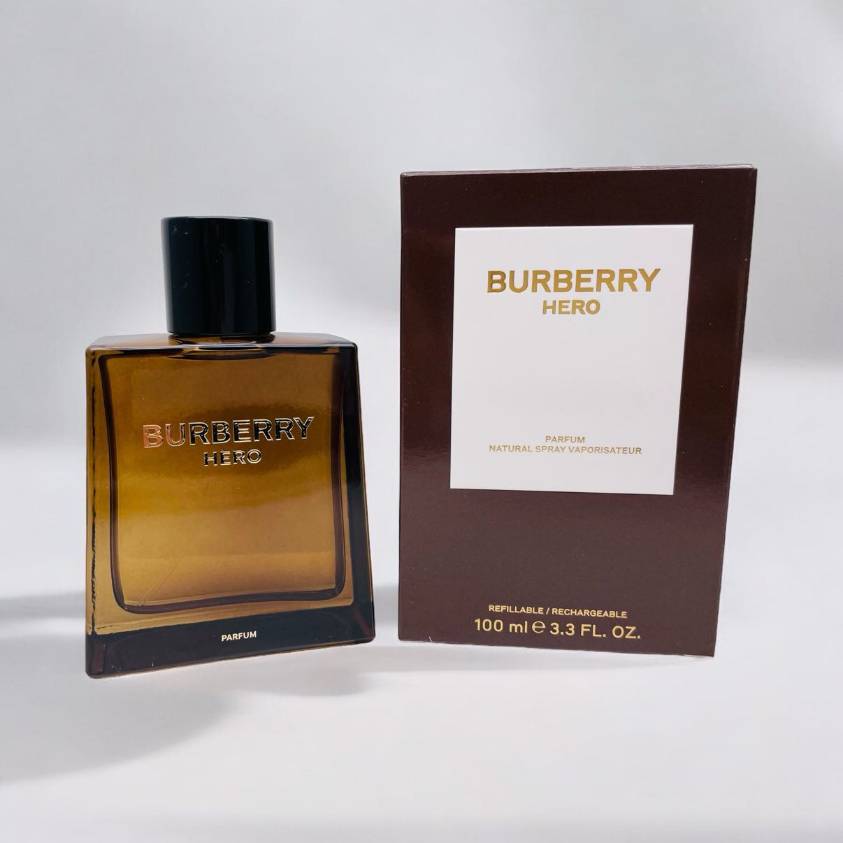 BURBERRY
HERO
PARFUM
BURBERRY
HERO
PARFUM
NATURAL SPRAY VAPORISATEUR
REFILLABLE / RECHARGEABLE
100 ml ℮ 3.3 FL. OZ.